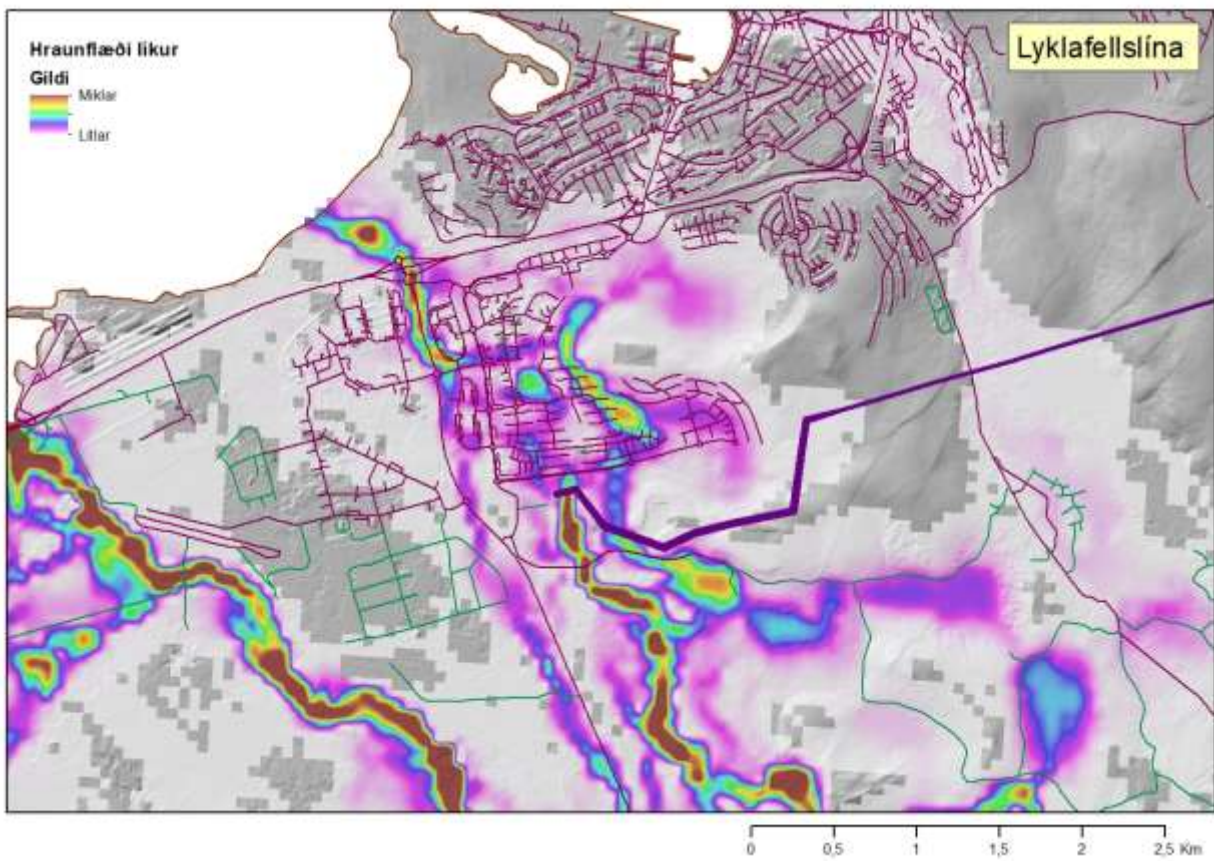 Hraunflæði líkur
Gildi
Miklar
Litlar
Lyklafellslína
0 0,5 1 1,5 2 2,5 Km